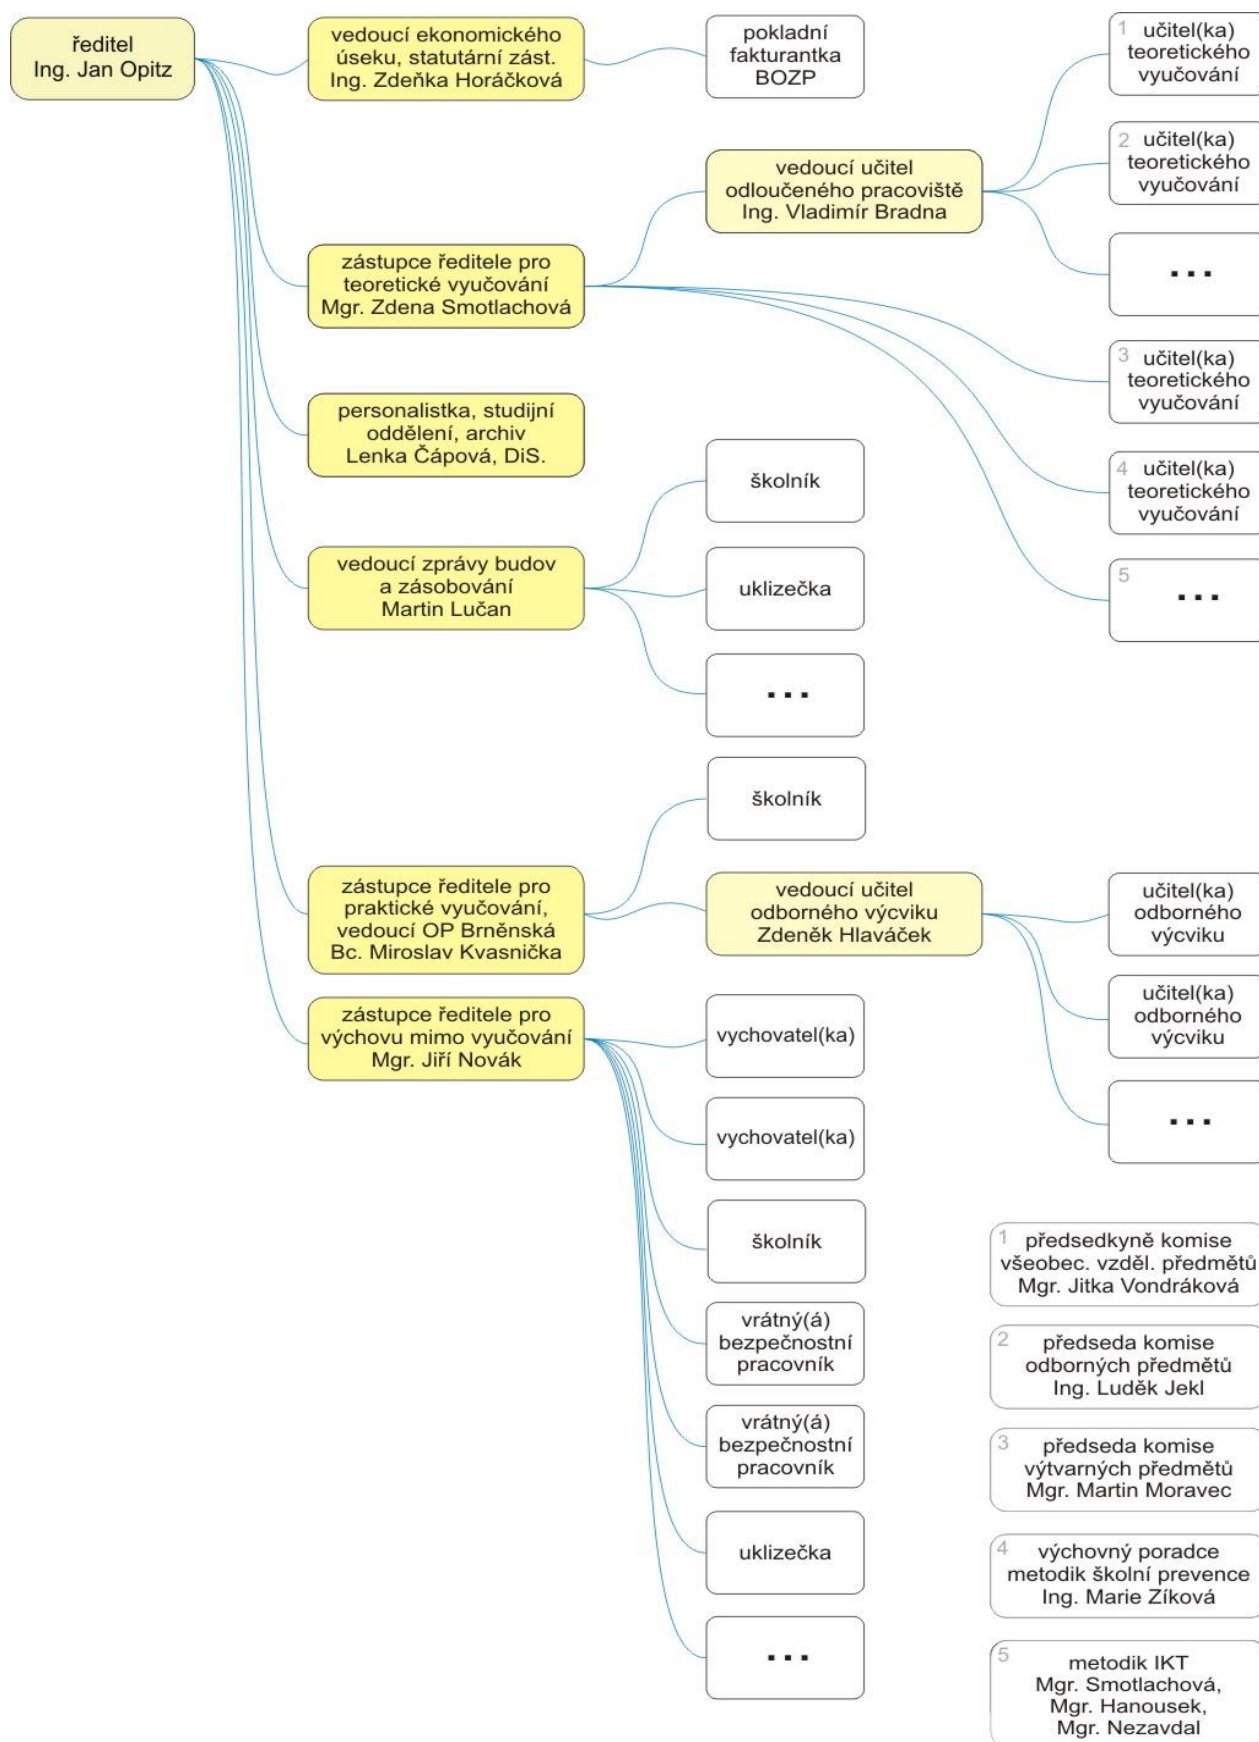 ředitel
Ing. Jan Opitz
vedoucí ekonomického
úseku, statutární zást.
Ing. Zdeňka Horáčková
pokladní
fakturantka
BOZP
1 učitel(ka)
teoretického
vyučování
2 učitel(ka)
teoretického
vyučování
vedoucí učitel
odloučeného pracoviště
Ing. Vladimír Bradna
...
zástupce ředitele pro
teoretické vyučování
Mgr. Zdena Smotlachová
3 učitel(ka)
teoretického
vyučování
personalistka, studijní
oddělení, archiv
Lenka Čápová, DiS.
4 učitel(ka)
teoretického
vyučování
školník
vedoucí zprávy budov
a zásobování
Martin Lučan
uklizečka
5 ...
...
školník
zástupce ředitele pro
praktické vyučování,
vedoucí OP Brněnská
Bc. Miroslav Kvasnička
vedoucí učitel
odborného výcviku
Zdeněk Hlaváček
učitel(ka)
odborného
výcviku
učitel(ka)
odborného
výcviku
...
zástupce ředitele pro
výchovu mimo vyučování
Mgr. Jiří Novák
vychovatel(ka)
vychovatel(ka)
školník
vrátný(á)
bezpečnostní
pracovník
vrátný(á)
bezpečnostní
pracovník
uklizečka
...
1 předsedkyně komise
všeobec. vzděl. předmětů
Mgr. Jitka Vondráková
2 předseda komise
odborných předmětů
Ing. Luděk Jekl
3 předseda komise
výtvarných předmětů
Mgr. Martin Moravec
4 výchovný poradce
metodik školní prevence
Ing. Marie Zíková
5 metodik IKT
Mgr. Smotlachová,
Mgr. Hanousek,
Mgr. Nezavdal